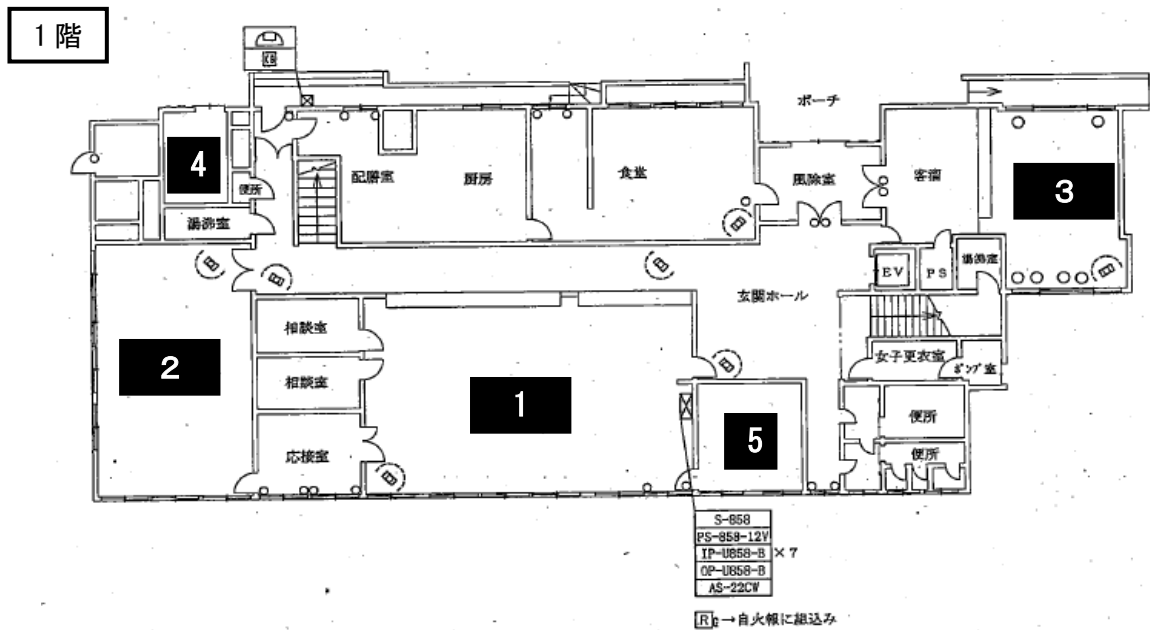 1階
KB
ポーチ
4
配膳室
厨房
食堂
風除室
客溜
3
便所
湯沸室
EV
PS
湯沸室
玄関ホール
相談室
2
相談室
1
女子更衣室
ポンプ室
5
便所
応接室
便所
S-858
PS-858-12V
IP-U858-B ×7
OP-U858-B
AS-22CW
→自火報に組込み